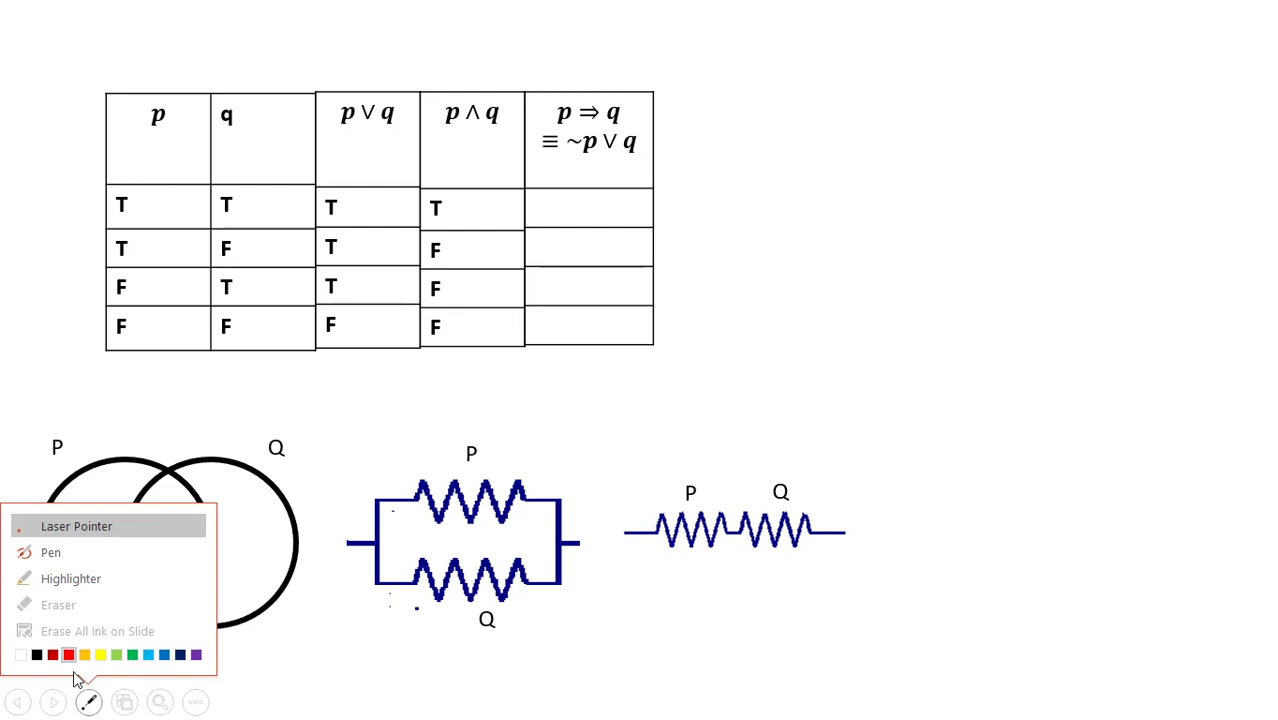 p q p ∨ q p ∧ q p ⇒ q
≡ ~p ∨ q
T T T T
T F T F
F T T F
F F F F
P Q P Q
P Q
Laser Pointer
Pen
Highlighter
Eraser
Erase All Ink on Slide